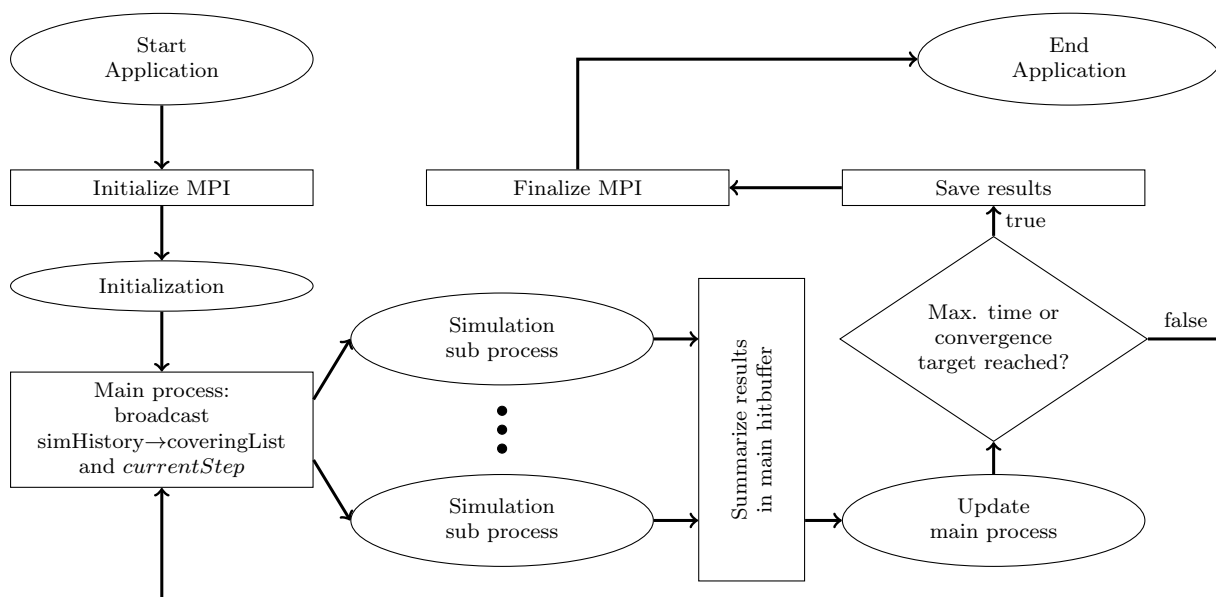 Start
Application
End
Application
Initialize MPI
Finalize MPI
Save results
true
Initialization
Simulation
sub process
Max. time or
convergence
target reached?
false
Main process:
broadcast
simHistory→coveringList
and currentStep
Summarize results
in main hitbuffer
Simulation
sub process
Update
main process